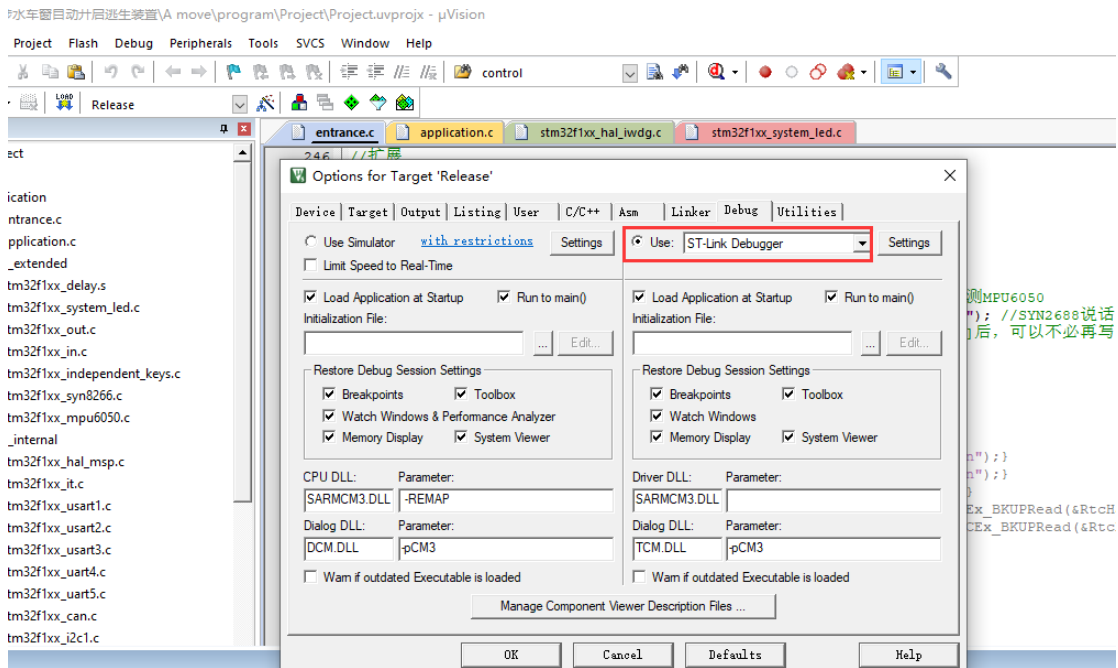 水车窗自动升启逃生装置\A move\program\Project\Project.uvprojx - µVision
Project Flash Debug Peripherals Tools SVCS Window Help
control
LOAD Release
entrance.c application.c stm32f1xx_hal_iwdg.c stm32f1xx_system_led.c
ect
246 //扩展
Options for Target 'Release'
ication
Device Target Output Listing User C/C++ Asm Linker Debug Utilities
ntrance.c
pplication.c
_extended
tm32f1xx_delay.s
tm32f1xx_system_led.c
tm32f1xx_out.c
tm32f1xx_in.c
tm32f1xx_independent_keys.c
tm32f1xx_syn8266.c
tm32f1xx_mpu6050.c
_internal
tm32f1xx_hal_msp.c
tm32f1xx_it.c
tm32f1xx_usart1.c
tm32f1xx_usart2.c
tm32f1xx_usart3.c
tm32f1xx_uart4.c
tm32f1xx_uart5.c
tm32f1xx_can.c
tm32f1xx_i2c1.c
Use Simulator with restrictions Settings
Limit Speed to Real-Time
Load Application at Startup Run to main()
Initialization File:
... Edit...
Restore Debug Session Settings
Breakpoints Toolbox
Watch Windows & Performance Analyzer
Memory Display System Viewer
CPU DLL: Parameter:
SARMCM3.DLL -REMAP
Dialog DLL: Parameter:
DCM.DLL -pCM3
Warn if outdated Executable is loaded
Use: ST-Link Debugger Settings
Load Application at Startup Run to main()
Initialization File:
... Edit...
Restore Debug Session Settings
Breakpoints Toolbox
Watch Windows
Memory Display System Viewer
Driver DLL: Parameter:
SARMCM3.DLL
Dialog DLL: Parameter:
TCM.DLL -pCM3
Warn if outdated Executable is loaded
Manage Component Viewer Description Files ...
OK Cancel Defaults Help
测MPU6050
"); //SYN2688说话
后，可以不必再写
n");}
n");}
}
Ex_BKUPRead(&RtcH
CEx_BKUPRead(&Rtc